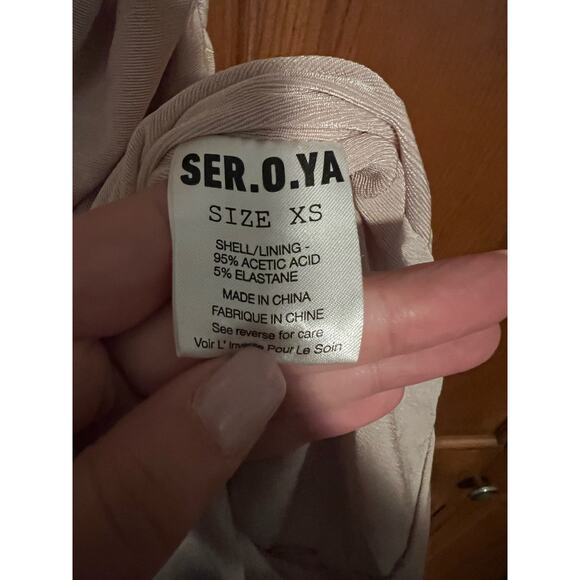 SER.O.YA
SIZE XS
SHELL/LINING -
95% ACETIC ACID
5% ELASTANE
MADE IN CHINA
FABRIQUE IN CHINE
See reverse for care
Voir L' Pour Le Soin